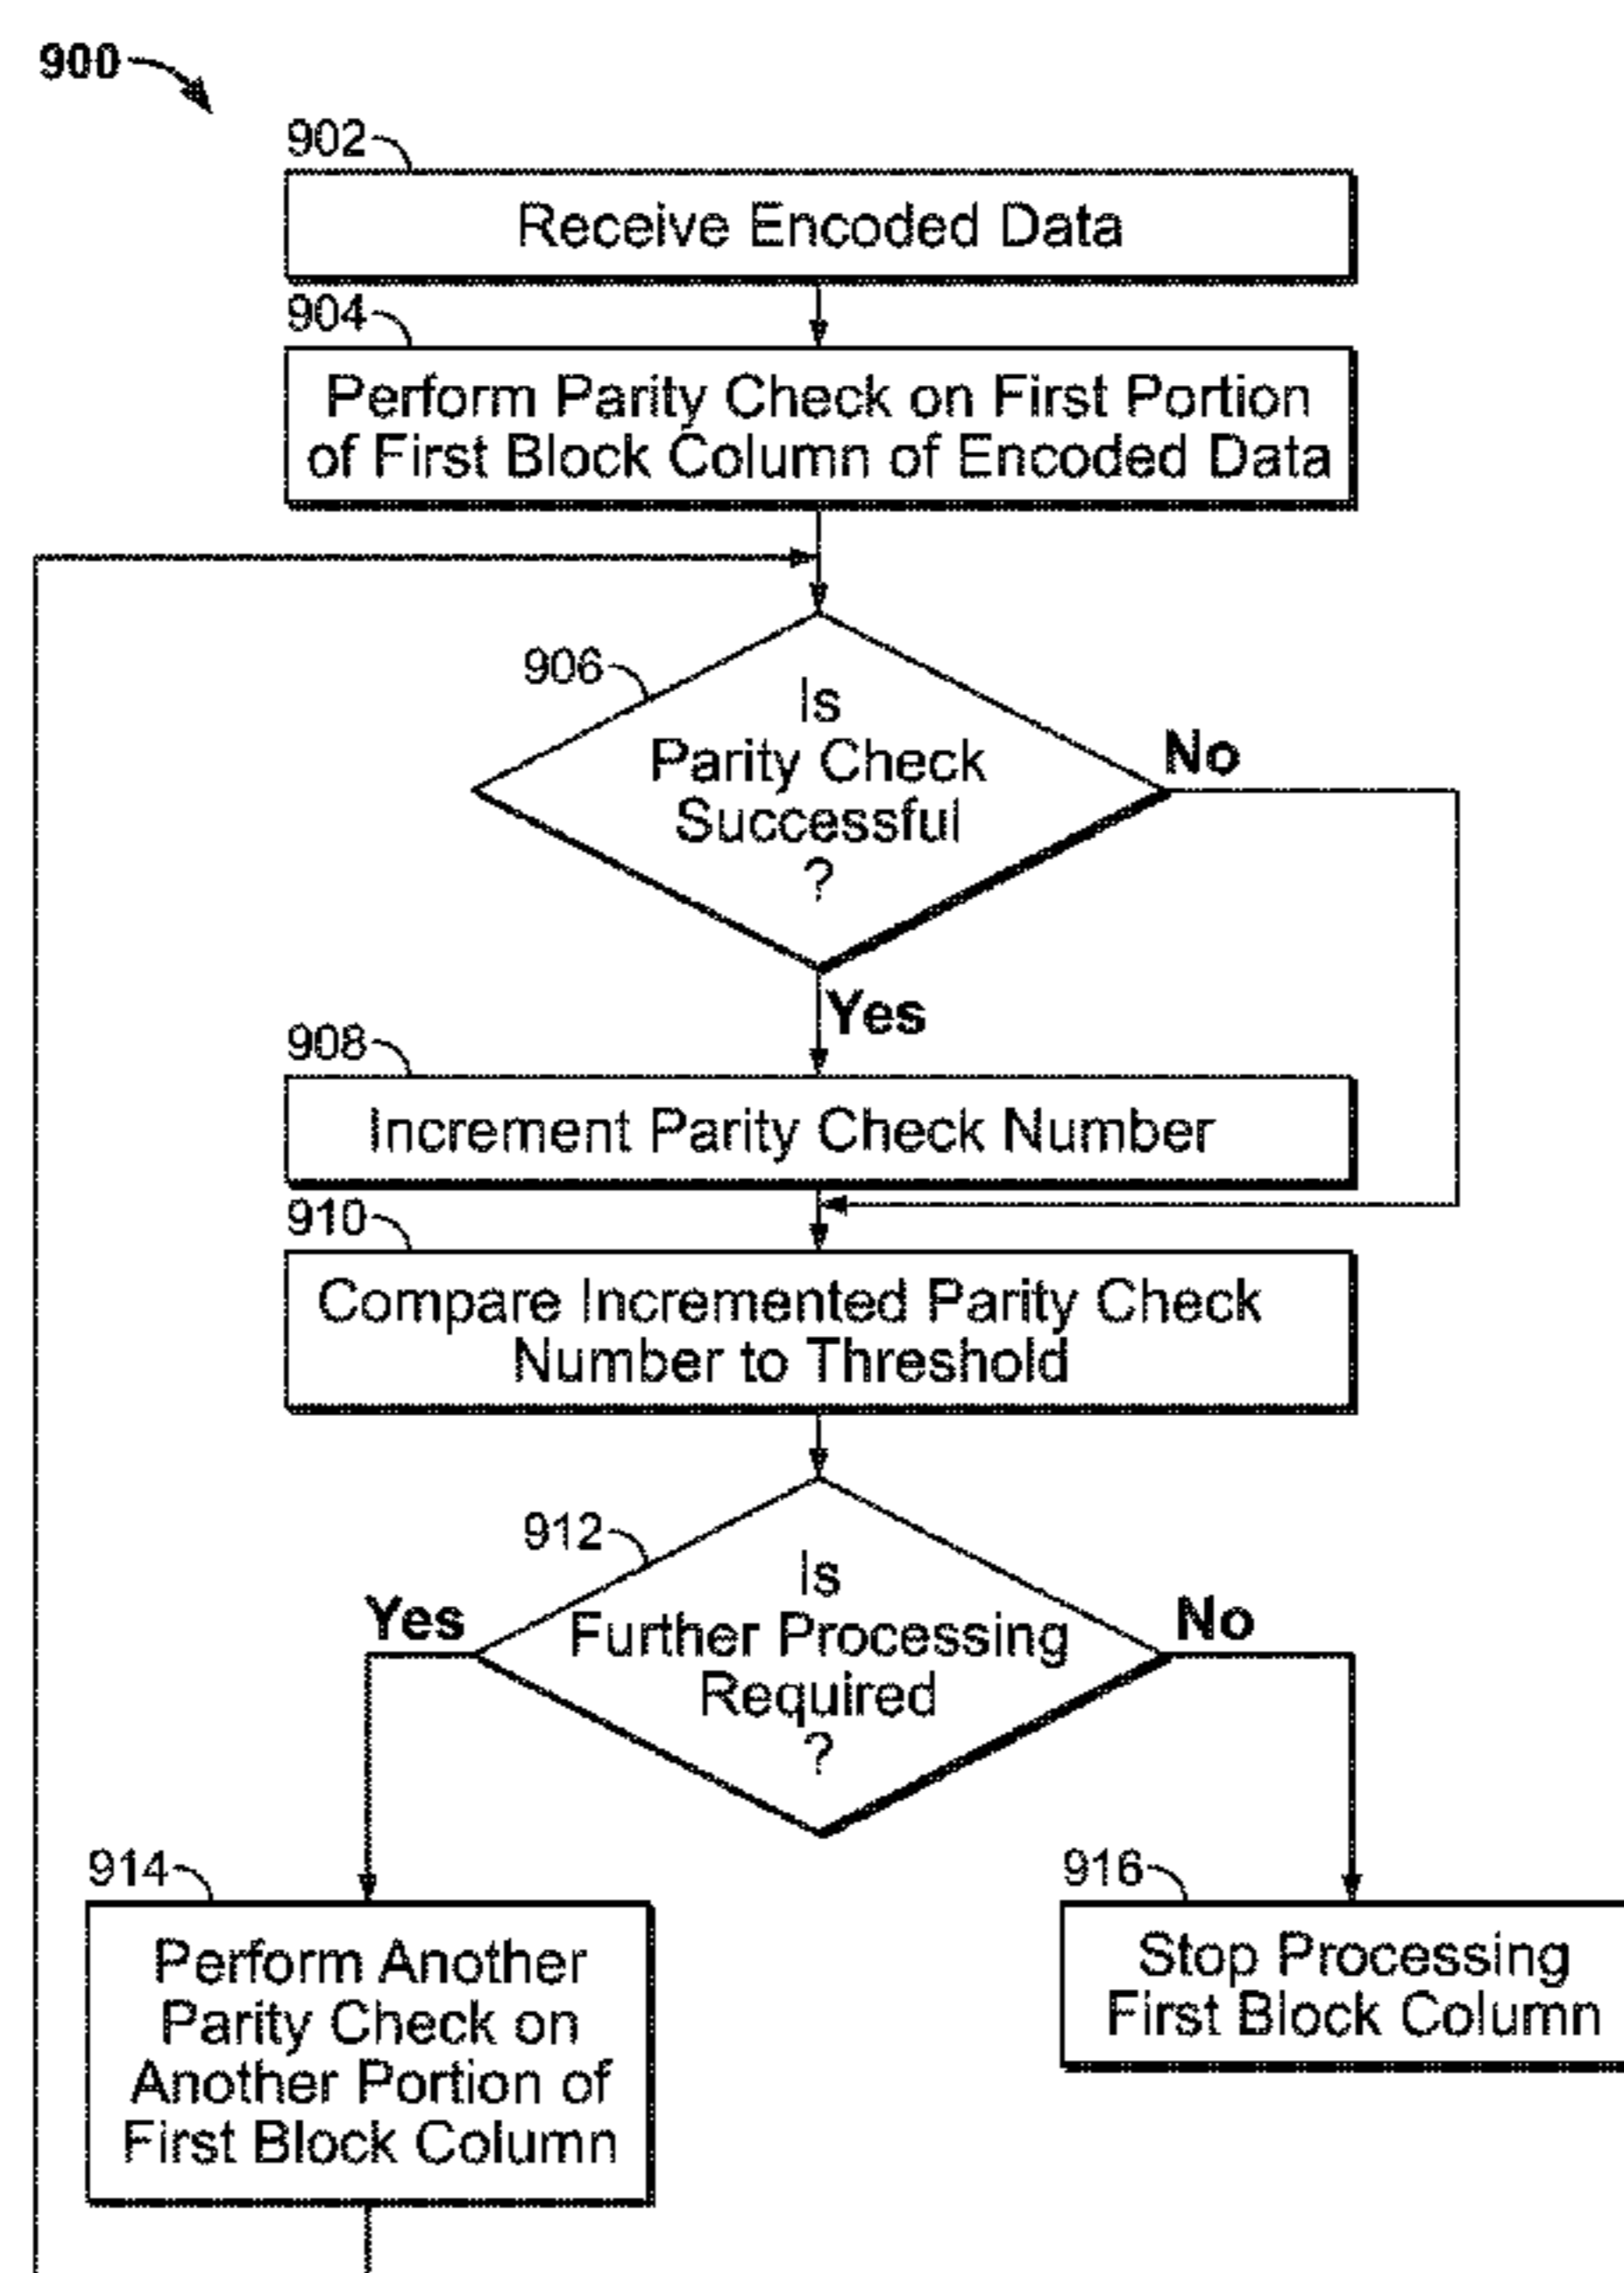 900
902
Receive Encoded Data
904
Perform Parity Check on First Portion
of First Block Column of Encoded Data
906
Is
Parity Check
Successful
?
No
Yes
908
Increment Parity Check Number
910
Compare Incremented Parity Check
Number to Threshold
912
Is
Further Processing
Required
?
Yes
No
914
Perform Another
Parity Check on
Another Portion of
First Block Column
916
Stop Processing
First Block Column